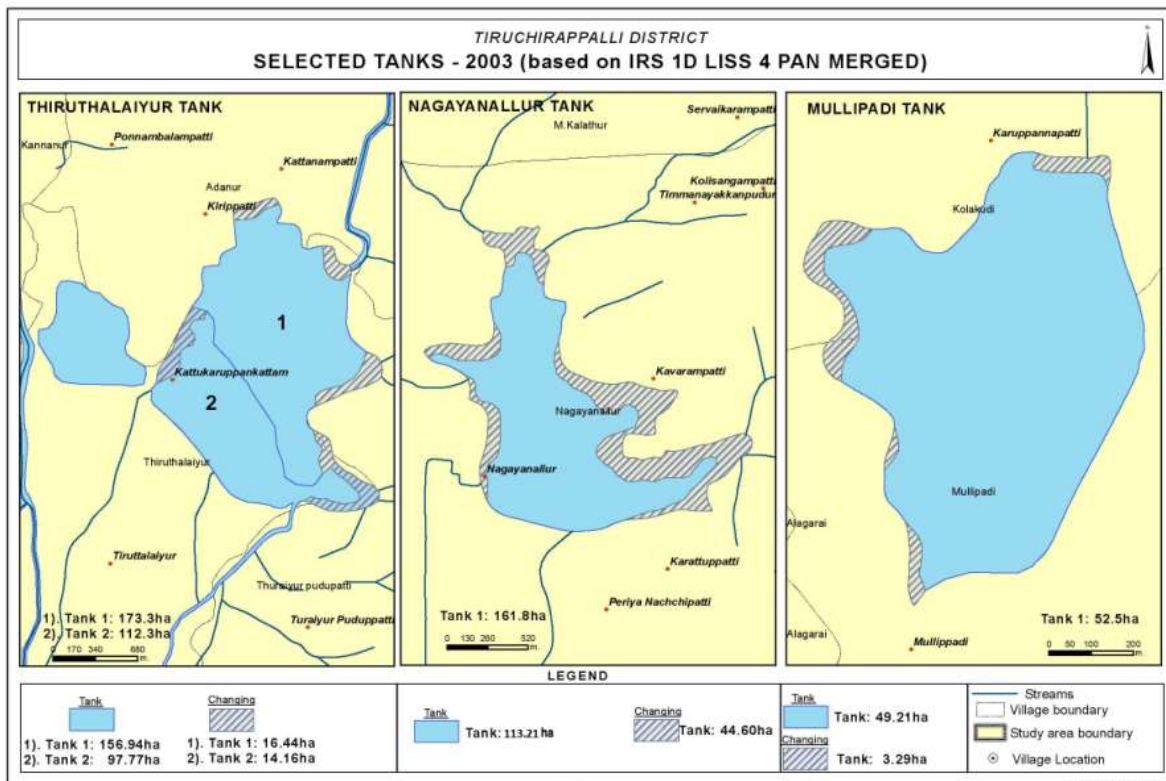 TIRUCHIRAPPALLI DISTRICT
SELECTED TANKS - 2003 (based on IRS 1D LISS 4 PAN MERGED)
THIRUTHALAIYUR TANK
Kannanur
Ponnambalampatti
Kattanampatti
Adanur
Kirippatti
1
Kattukaruppankattam
2
Thiruthalaiyur
Tiruttalaiyur
Thuraiyur pudupatti
Turaiyur Puduppatti
1). Tank 1: 173.3ha
2). Tank 2: 112.3ha
0 170 340 680
m.
NAGAYANALLUR TANK
Servaikarampatti
M.Kalathur
Kolisangampatti
Timmanayakkanpudur
Kavarampatti
Nagayanallur
Nagayanallur
Karattuppatti
Periya Nachchipatti
Tank 1: 161.8ha
0 130 260 520
m.
MULLIPADI TANK
Karuppannapatti
Kolakudi
Mullipadi
Alagarai
Alagarai
Mullippadi
Tank 1: 52.5ha
0 50 100 200
m.
LEGEND
Tank
Changing
1). Tank 1: 156.94ha
2). Tank 2: 97.77ha
1). Tank 1: 16.44ha
2). Tank 2: 14.16ha
Tank
Tank: 113.21 ha
Changing
Tank: 44.60ha
Tank
Tank: 49.21ha
Changing
Tank: 3.29ha
Streams
Village boundary
Study area boundary
Village Location